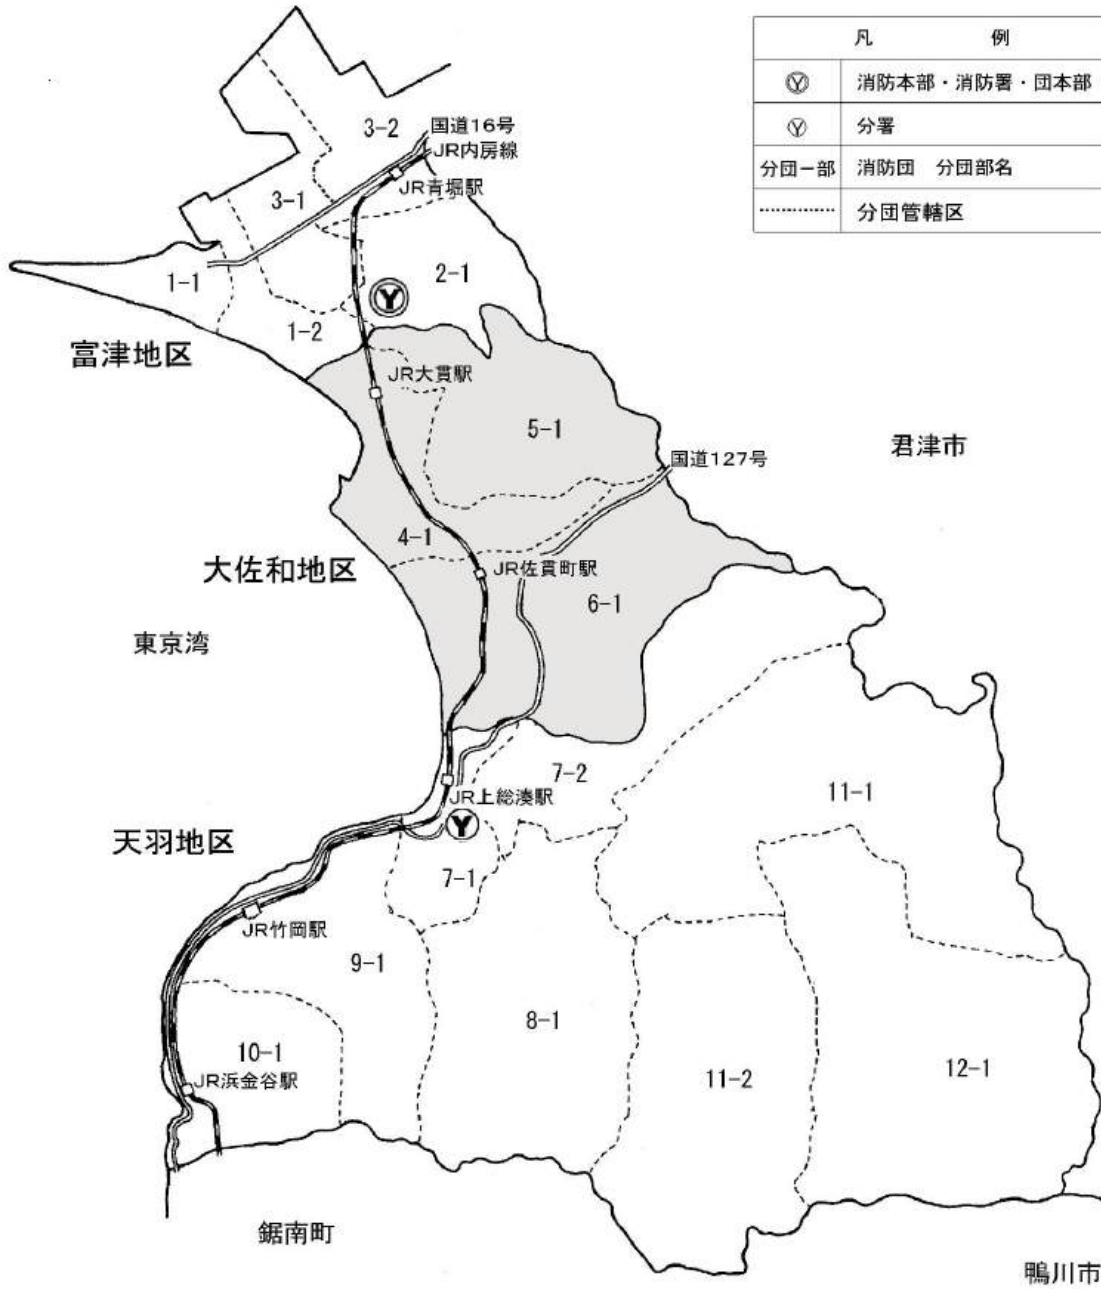 凡 例
消防本部・消防署・団本部
分署
分団－部 消防団 分団部名
分団管轄区
3-2
国道16号
JR内房線
JR青堀駅
3-1
2-1
1-1
1-2
富津地区
JR大貫駅
5-1
君津市
国道127号
4-1
大佐和地区
JR佐貫町駅
6-1
東京湾
7-2
11-1
JR上総湊駅
天羽地区
7-1
JR竹岡駅
9-1
8-1
10-1
JR浜金谷駅
11-2
12-1
鋸南町
鴨川市